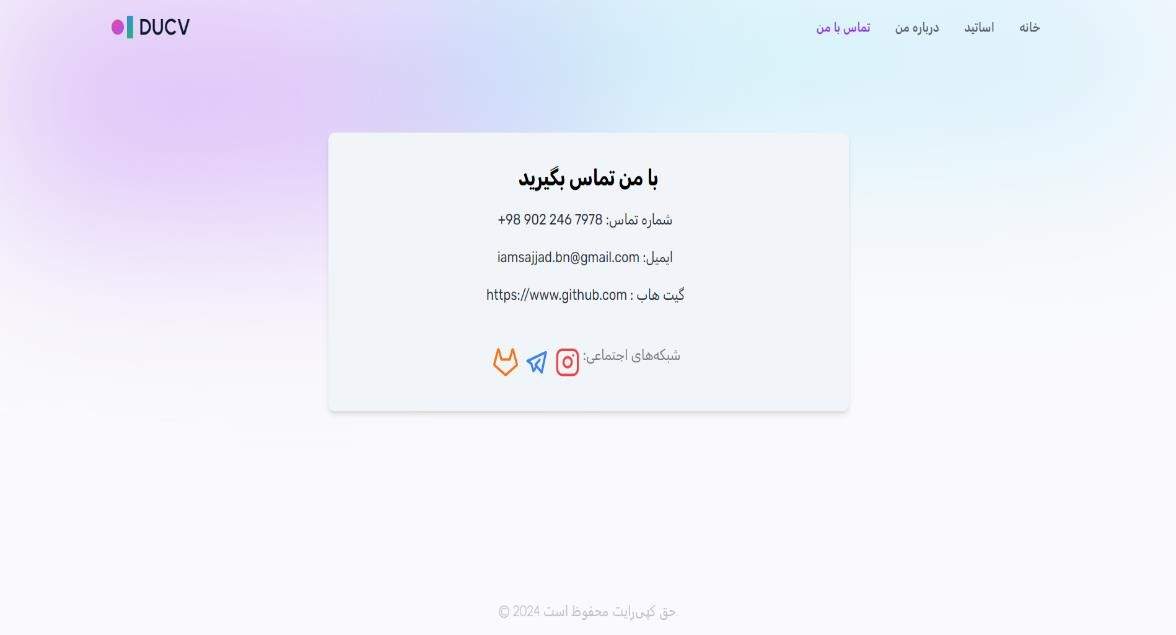 DUCV
خانه
اساتید
درباره من
تماس با من
با من تماس بگیرید
شماره تماس: ‎+98 902 246 7978
ایمیل: iamsajjad.bn@gmail.com
گیت هاب : https://www.github.com
شبکه‌های اجتماعی:
حق کپی‌رایت محفوظ است 2024 ©